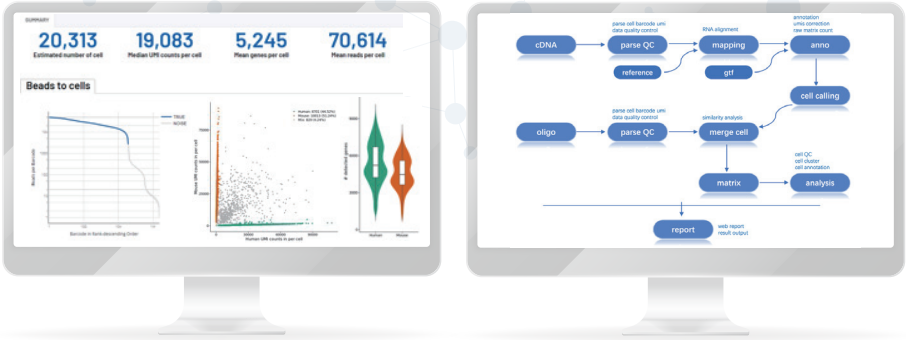 SUMMARY
20,313
Estimated number of cell
19,083
Median UMI counts per cell
5,245
Mean genes per cell
70,614
Mean reads per cell
Beads to cells
TRUE
NOISE
Barcode in Rank-descending Order
Mouse UMI counts in per cell
Human UMI counts in per cell
# detected genes
Human
Mouse
cDNA
parse cell barcode umi
data quality control
parse QC
reference
RNA alignment
mapping
gtf
annotation
umis correction
raw matrix count
anno
cell calling
oligo
parse cell barcode umi
data quality control
parse QC
similarity analysis
merge cell
matrix
cell QC
cell cluster
cell annotation
analysis
report
web report
result output